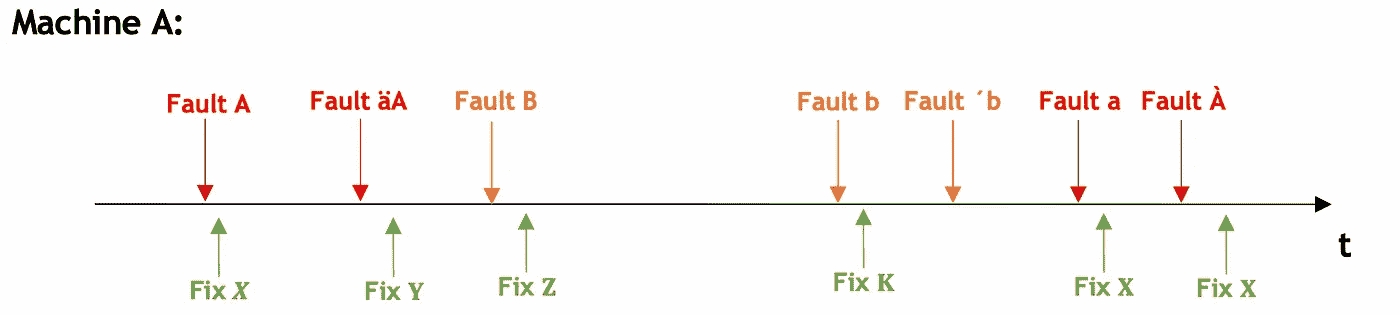 Machine A:
Fault A
Fault äA
Fault B
Fault b
Fault ´b
Fault a
Fault À
t
Fix X
Fix Y
Fix Z
Fix K
Fix X
Fix X